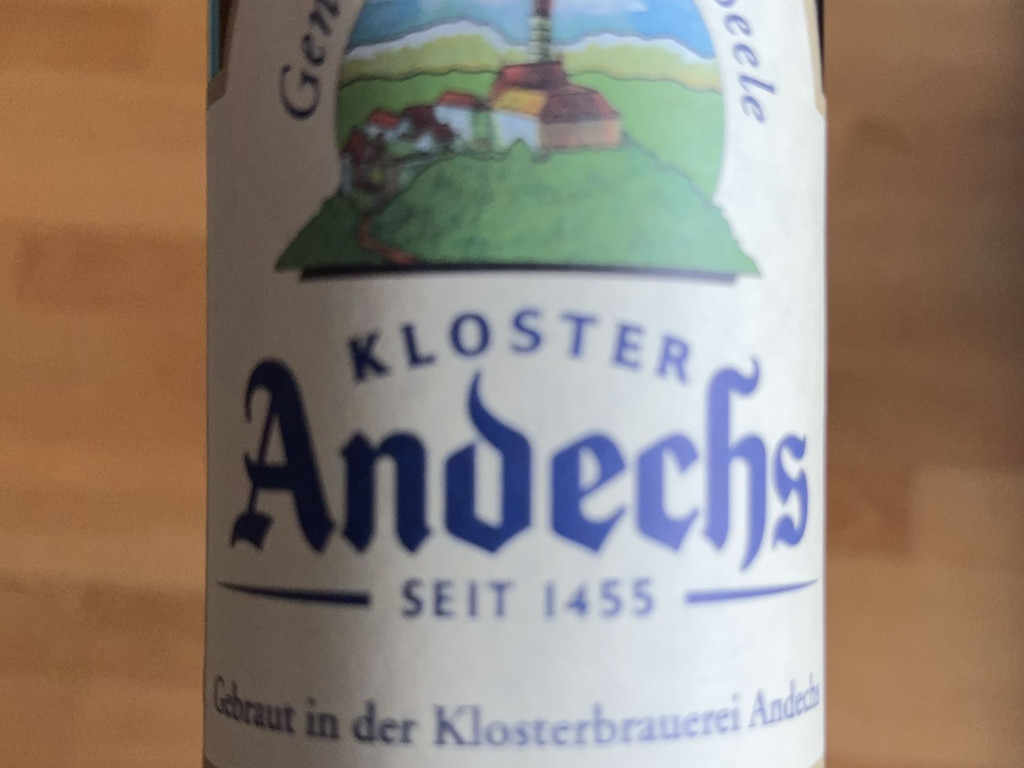 KLOSTER
Andechs
SEIT 1455
Gebraut in der Klosterbrauerei Andechs